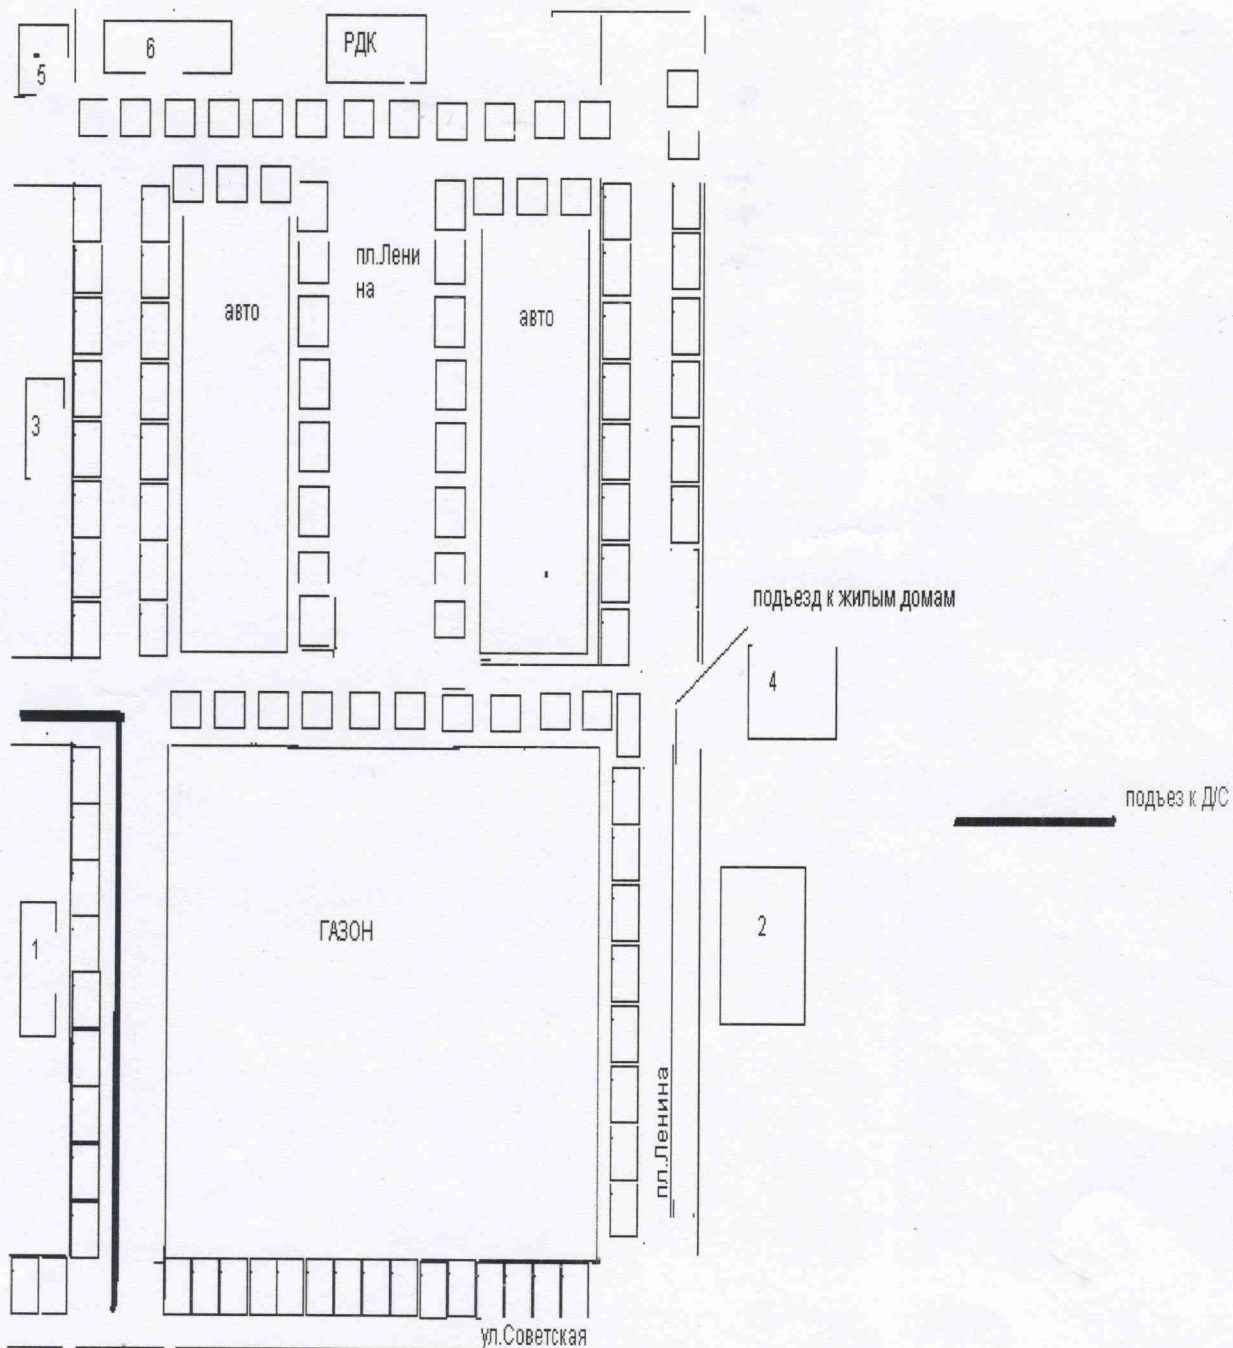 6
РДК
5
пл.Лени
на
авто
авто
3
подъезд к жилым домам
4
подъез к Д/С
ГАЗОН
1
2
пл.Ленина
ул.Советская